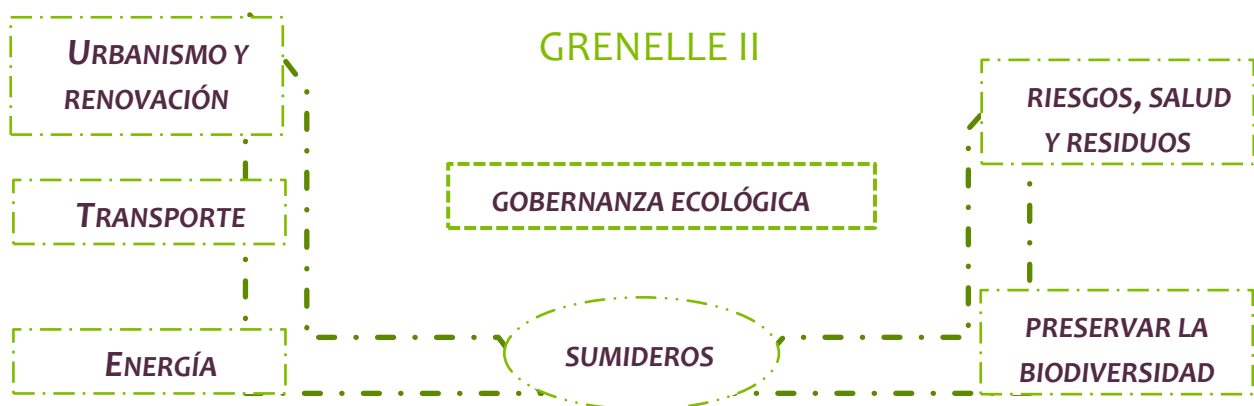 GRENELLE II
URBANISMO Y
RENOVACIÓN
TRANSPORTE
ENERGÍA
GOBERNANZA ECOLÓGICA
SUMIDEROS
RIESGOS, SALUD
Y RESIDUOS
PRESERVAR LA
BIODIVERSIDAD